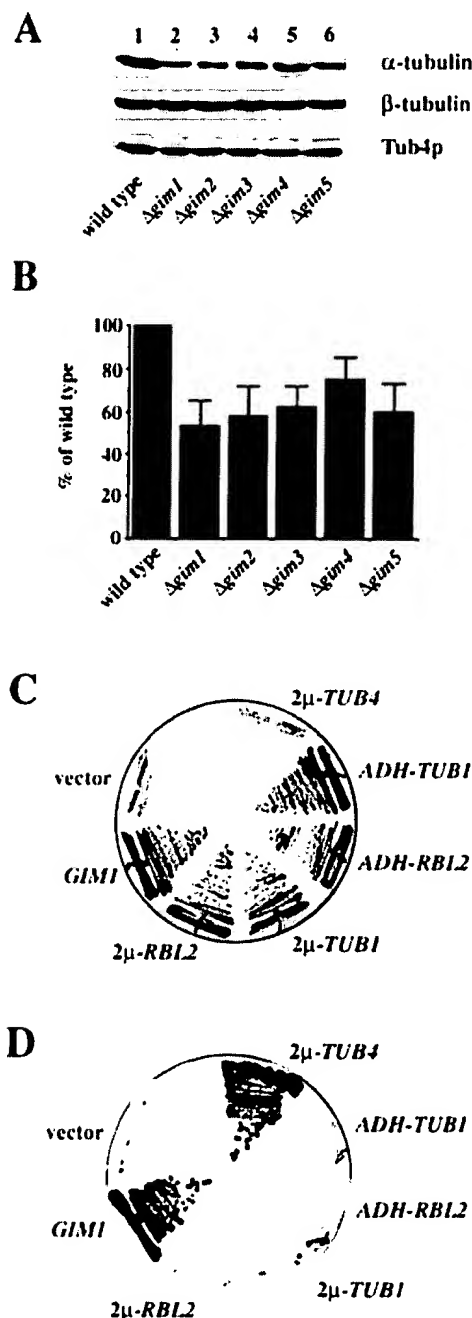 A
1 2 3 4 5 6
α-tubulin
β-tubulin
Tub4p
wild type Δgim1 Δgim2 Δgim3 Δgim4 Δgim5
B
% of wild type
100
80
60
40
20
0
wild type Δgim1 Δgim2 Δgim3 Δgim4 Δgim5
C
2μ-TUB4
vector
ADH-TUB1
GIM1
ADH-RBL2
2μ-RBL2
2μ-TUB1
D
2μ-TUB4
vector
ADH-TUB1
GIM1
ADH-RBL2
2μ-RBL2
2μ-TUB1